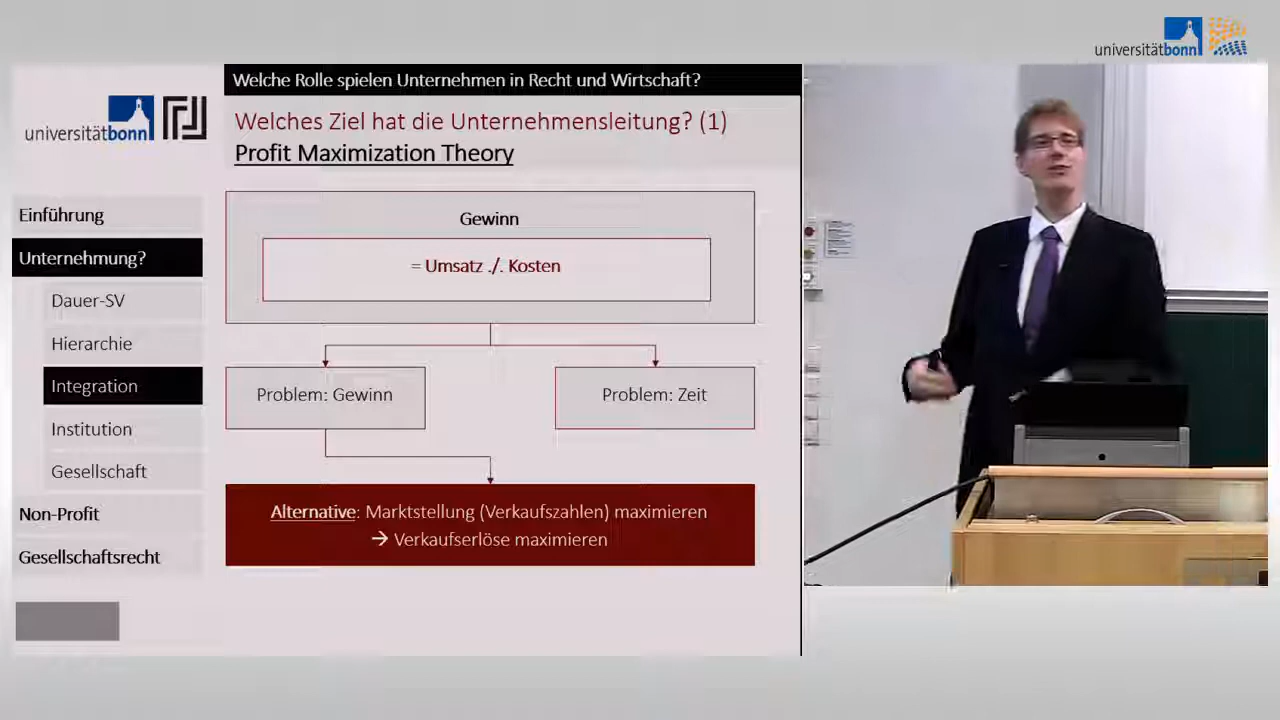 universitätbonn
Welche Rolle spielen Unternehmen in Recht und Wirtschaft?
universitätbonn
Welches Ziel hat die Unternehmensleitung? (1)
Profit Maximization Theory
Einführung
Unternehmung?
Dauer-SV
Hierarchie
Integration
Institution
Gesellschaft
Non-Profit
Gesellschaftsrecht
Gewinn
= Umsatz ./. Kosten
Problem: Gewinn
Problem: Zeit
Alternative: Marktstellung (Verkaufszahlen) maximieren
→ Verkaufserlöse maximieren